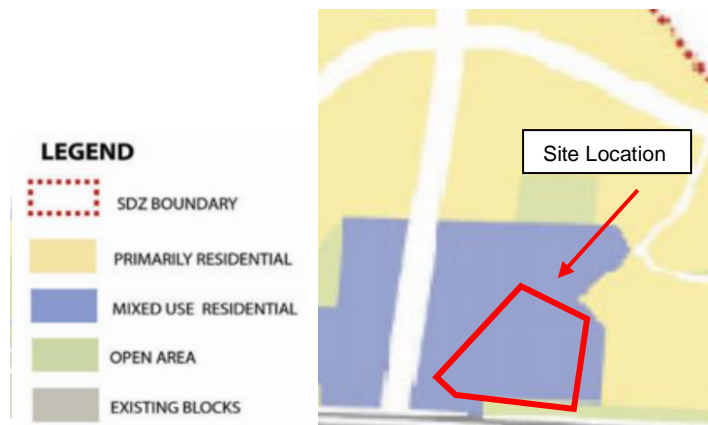 LEGEND
SDZ BOUNDARY
PRIMARILY RESIDENTIAL
MIXED USE RESIDENTIAL
OPEN AREA
EXISTING BLOCKS
Site Location